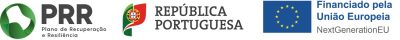 PRR
Plano de Recuperação
e Resiliência
REPÚBLICA
PORTUGUESA
Financiado pela
União Europeia
NextGenerationEU